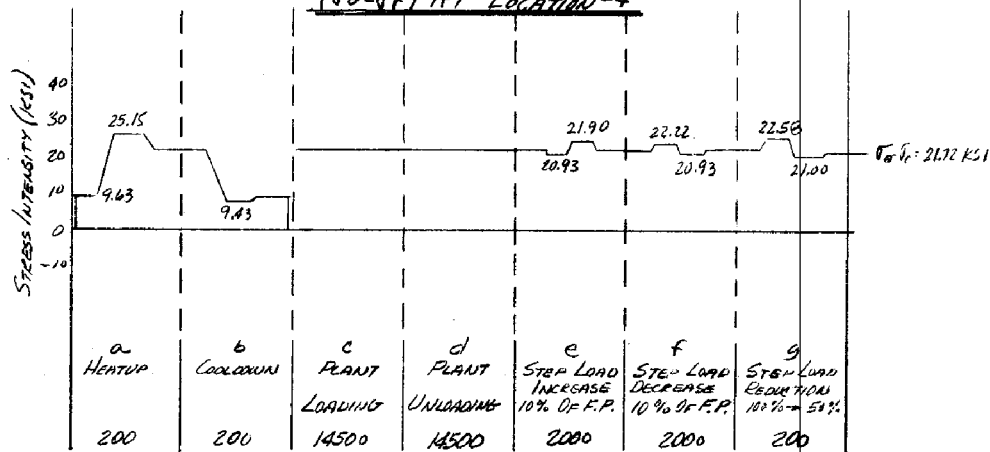 AT LOCATION-4
STRESS INTENSITY (KSI)
40
30
20
10
0
-10
25.15
9.63
9.43
21.90
20.93
22.22
20.93
22.58
21.00
21.72 KSI
a
HEATUP
200
b
COOLDOWN
200
c
PLANT
LOADING
14500
d
PLANT
UNLOADING
14500
e
STEP LOAD
INCREASE
10% OF F.P.
2000
f
STEP LOAD
DECREASE
10% OF F.P.
2000
g
STEP LOAD
REDUCTION
100% → 50%
200